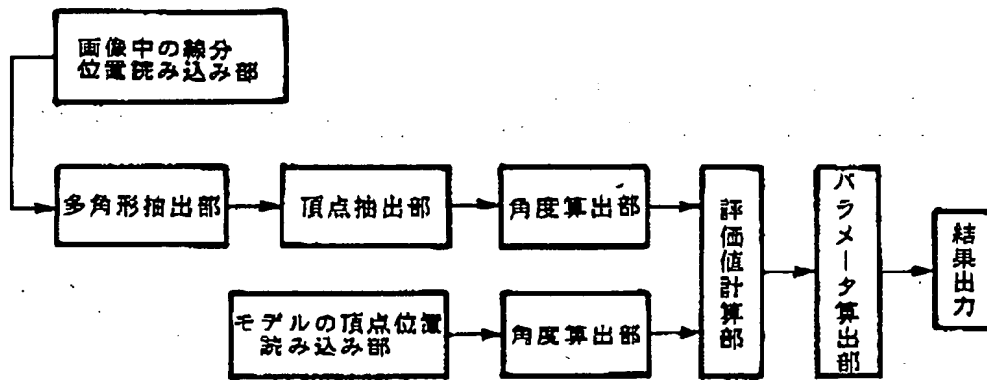 画像中の線分
位置読み込み部
多角形抽出部
頂点抽出部
角度算出部
モデルの頂点位置
読み込み部
角度算出部
評価値計算部
パラメータ算出部
結果出力